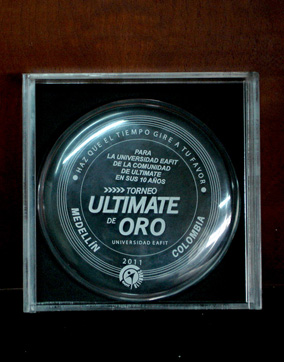 HAZ QUE EL TIEMPO GIRE A TU FAVOR
PARA
LA UNIVERSIDAD EAFIT
DE LA COMUNIDAD
DE ULTIMATE
EN SUS 10 AÑOS
>>>>> TORNEO
ULTIMATE
DE ORO
UNIVERSIDAD EAFIT
MEDELLÍN
COLOMBIA
2011